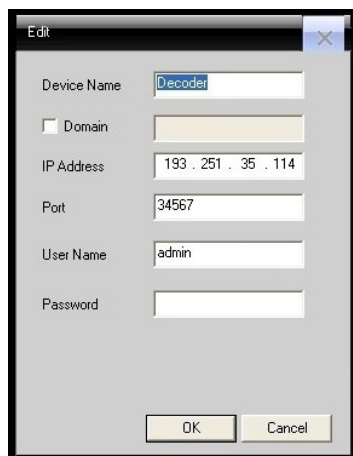 Edit
Device Name Decoder
Domain
IP Address 193 . 251 . 35 . 114
Port 34567
User Name admin
Password
OK Cancel